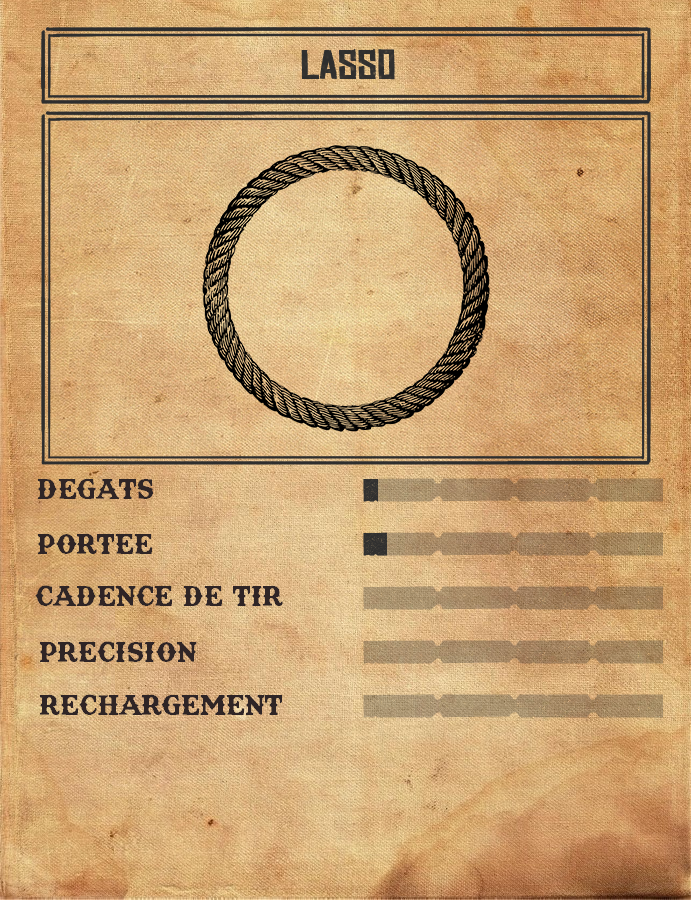 LASSO
DEGATS
PORTEE
CADENCE DE TIR
PRECISION
RECHARGEMENT